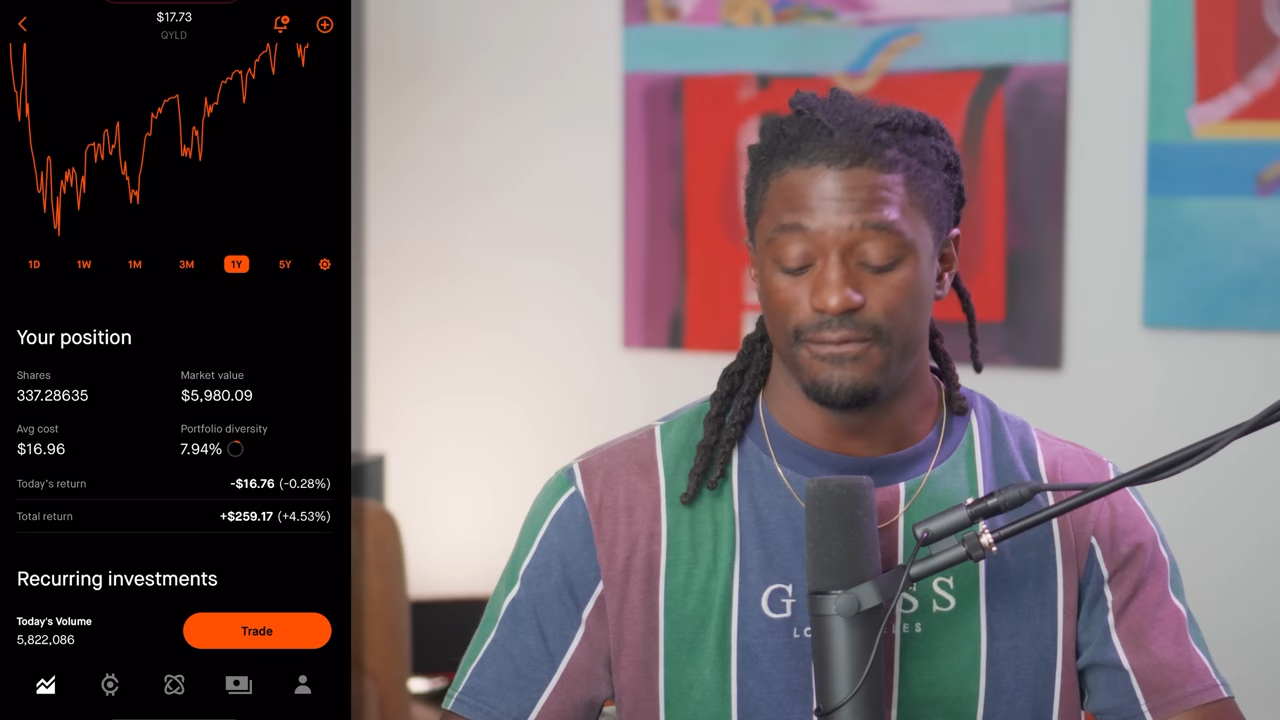 $17.73
QYLD
1D 1W 1M 3M 1Y 5Y
Your position
Shares Market value
337.28635 $5,980.09
Avg cost Portfolio diversity
$16.96 7.94%
Today's return -$16.76 (-0.28%)
Total return +$259.17 (+4.53%)
Recurring investments
Today's Volume
5,822,086
Trade